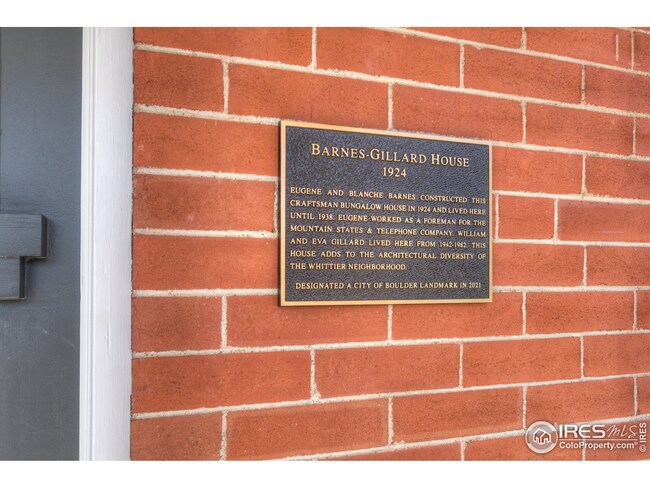 BARNES-GILLARD HOUSE
1924
EUGENE AND BLANCHE BARNES CONSTRUCTED THIS
CRAFTSMAN BUNGALOW HOUSE IN 1924 AND LIVED HERE
UNTIL 1938. EUGENE WORKED AS A FOREMAN FOR THE
MOUNTAIN STATES & TELEPHONE COMPANY. WILLIAM
AND EVA GILLARD LIVED HERE FROM 1942-1982. THIS
HOUSE ADDS TO THE ARCHITECTURAL DIVERSITY OF
THE WHITTIER NEIGHBORHOOD.
DESIGNATED A CITY OF BOULDER LANDMARK IN 2021
IRES MLS
ColoProperty.com®
© IRES